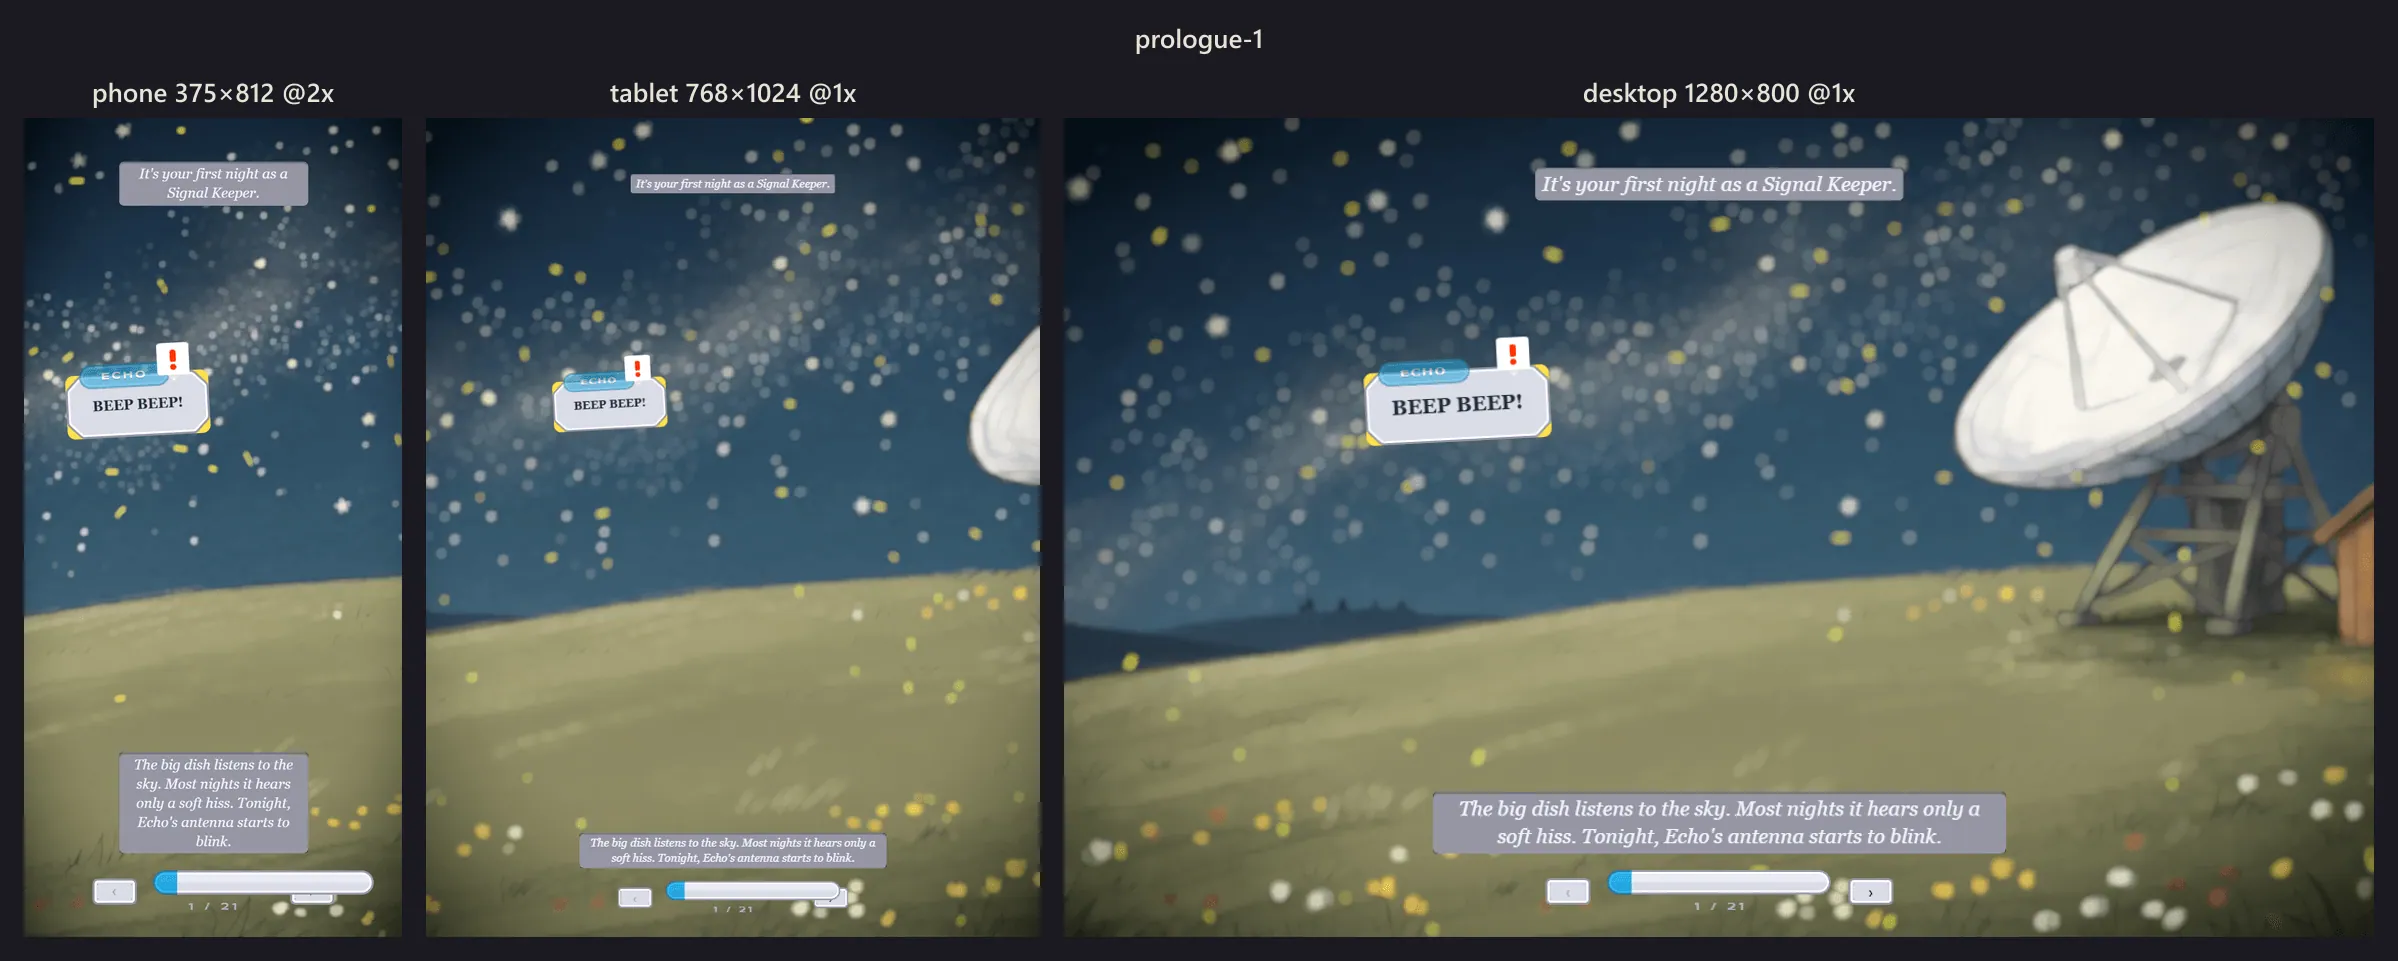 prologue-1
phone 375×812 @2x
It's your first night as a
Signal Keeper.
!
ECHO
BEEP BEEP!
The big dish listens to the
sky. Most nights it hears
only a soft hiss. Tonight,
Echo's antenna starts to
blink.
‹
1 / 21
tablet 768×1024 @1x
It's your first night as a Signal Keeper.
!
ECHO
BEEP BEEP!
The big dish listens to the sky. Most nights it hears only a
soft hiss. Tonight, Echo's antenna starts to blink.
‹
1 / 21
desktop 1280×800 @1x
It's your first night as a Signal Keeper.
!
ECHO
BEEP BEEP!
The big dish listens to the sky. Most nights it hears only a
soft hiss. Tonight, Echo's antenna starts to blink.
‹ ›
1 / 21